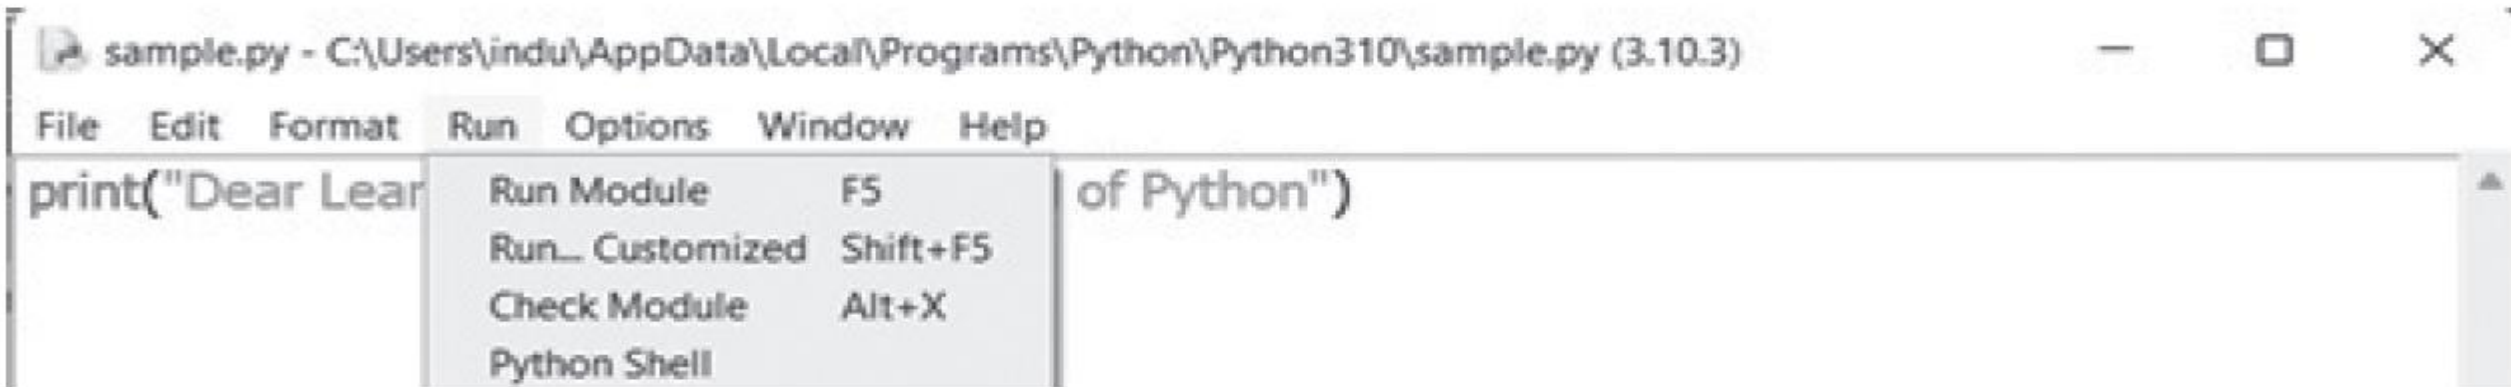 sample.py - C:\Users\indu\AppData\Local\Programs\Python\Python310\sample.py (3.10.3)
File Edit Format Run Options Window Help
print("Dear Lear of Python")
Run Module F5
Run... Customized Shift+F5
Check Module Alt+X
Python Shell